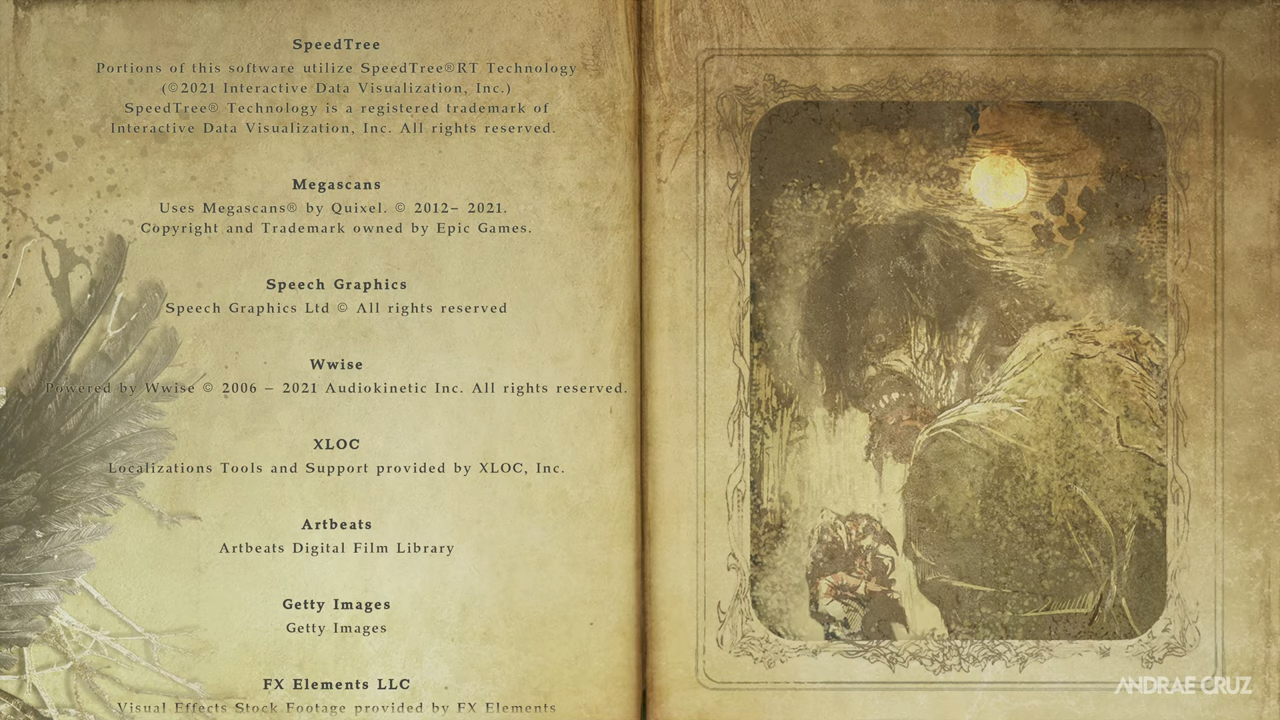 SpeedTree
Portions of this software utilize SpeedTree®RT Technology
(©2021 Interactive Data Visualization, Inc.)
SpeedTree® Technology is a registered trademark of
Interactive Data Visualization, Inc. All rights reserved.
Megascans
Uses Megascans® by Quixel. © 2012– 2021.
Copyright and Trademark owned by Epic Games.
Speech Graphics
Speech Graphics Ltd © All rights reserved
Wwise
Powered by Wwise © 2006 – 2021 Audiokinetic Inc. All rights reserved.
XLOC
Localizations Tools and Support provided by XLOC, Inc.
Artbeats
Artbeats Digital Film Library
Getty Images
Getty Images
FX Elements LLC
Visual Effects Stock Footage provided by FX Elements
ANDRAE CRUZ